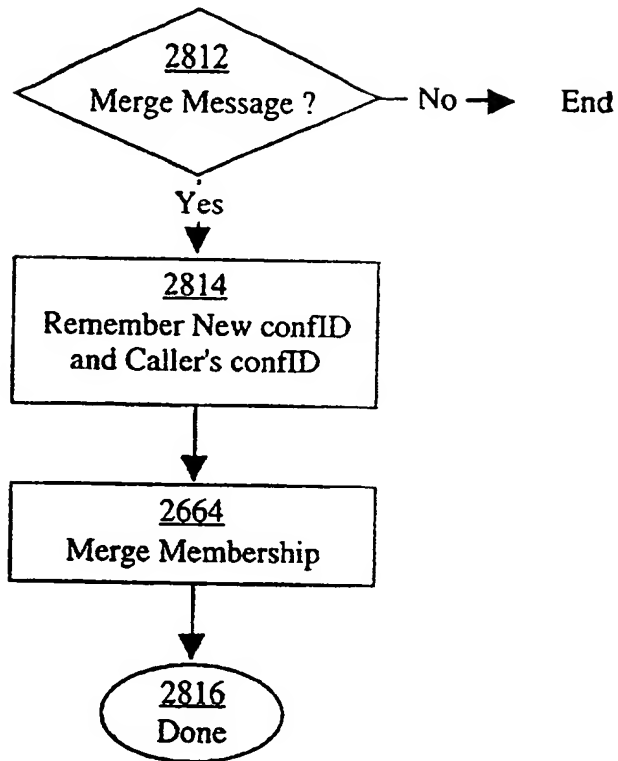 2812
Merge Message ?
No
End
Yes
2814
Remember New confID
and Caller's confID
2664
Merge Membership
2816
Done